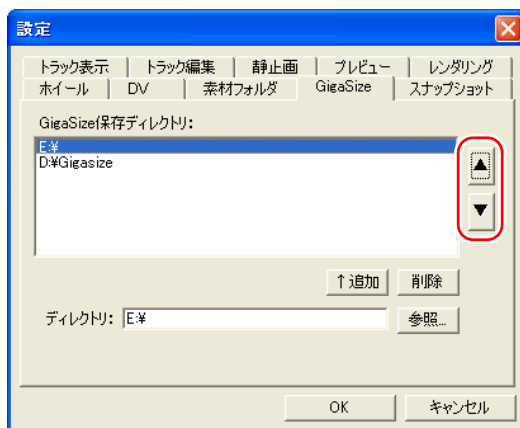 設定
トラック表示 トラック編集 静止画 プレビュー レンダリング
ホイール DV 素材フォルダ GigaSize スナップショット
GigaSize保存ディレクトリ:
E:¥
D:¥Gigasize
▲
▼
↑追加 削除
ディレクトリ: E:¥ 参照...
OK キャンセル